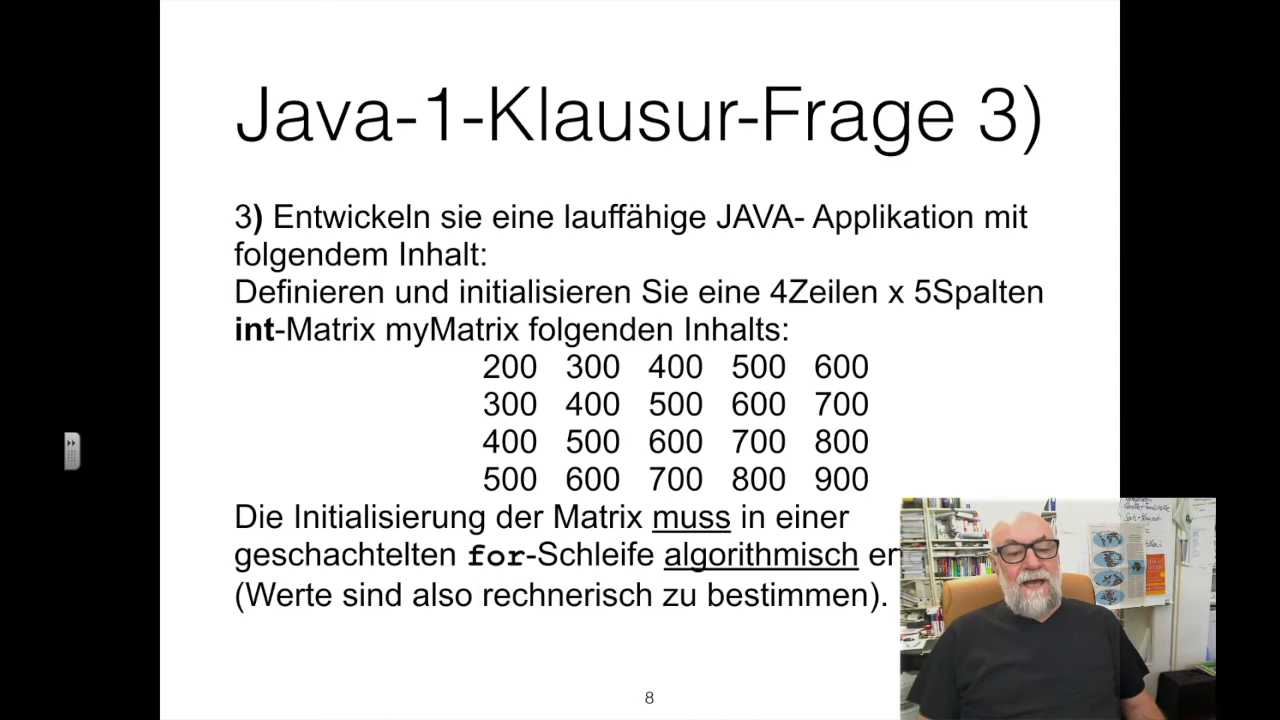 Java-1-Klausur-Frage 3)
3) Entwickeln sie eine lauffähige JAVA- Applikation mit
folgendem Inhalt:
Definieren und initialisieren Sie eine 4Zeilen x 5Spalten
int-Matrix myMatrix folgenden Inhalts:
200 300 400 500 600
300 400 500 600 700
400 500 600 700 800
500 600 700 800 900
Die Initialisierung der Matrix muss in einer
geschachtelten for-Schleife algorithmisch
(Werte sind also rechnerisch zu bestimmen).
8